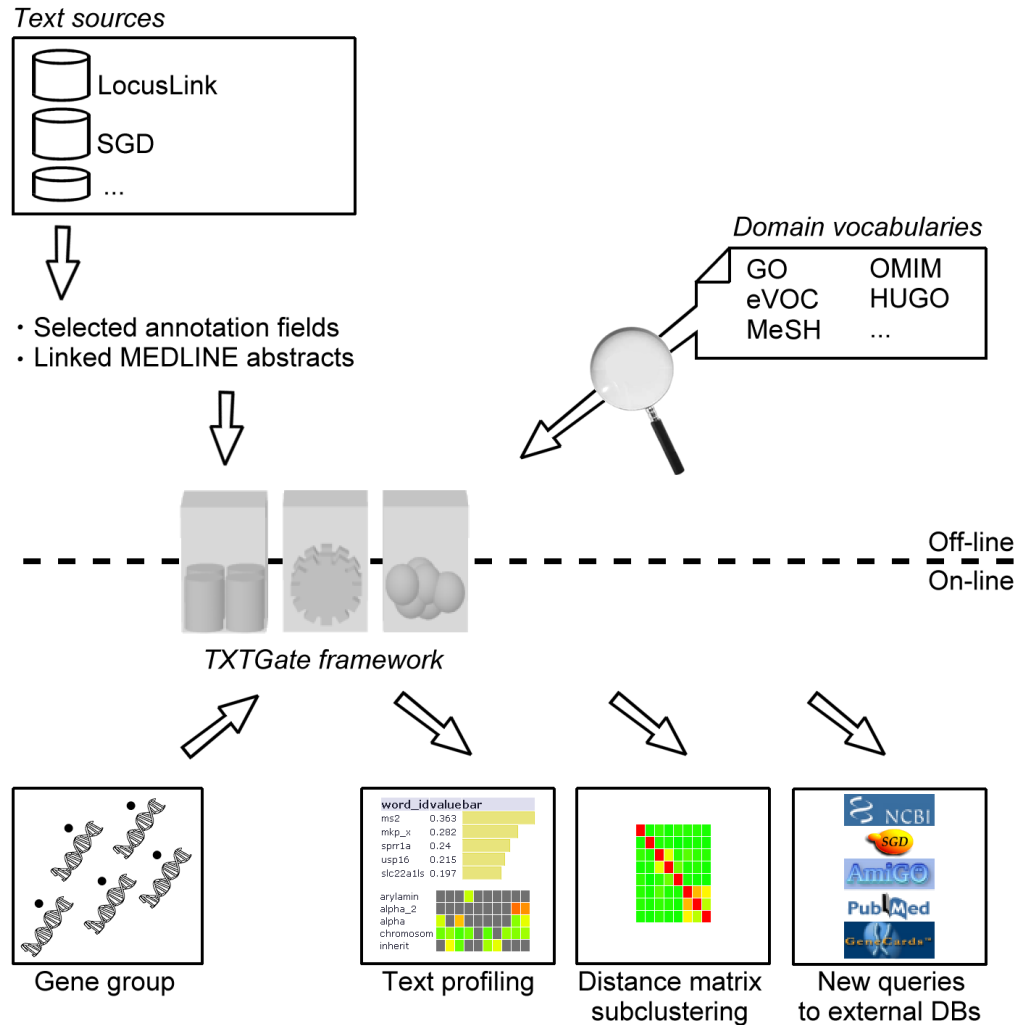 Text sources
LocusLink
SGD
...
Domain vocabularies
GO OMIM
eVOC HUGO
MeSH ...
· Selected annotation fields
· Linked MEDLINE abstracts
Off-line
On-line
TXTGate framework
word_idvaluebar
ms2 0.363
mkp_x 0.282
sprr1a 0.24
usp16 0.215
slc22a1ls 0.197
arylamin
alpha_2
alpha
chromosom
inherit
NCBI
SGD
AmiGO
PubMed
GeneCards™
Gene group
Text profiling
Distance matrix
subclustering
New queries
to external DBs